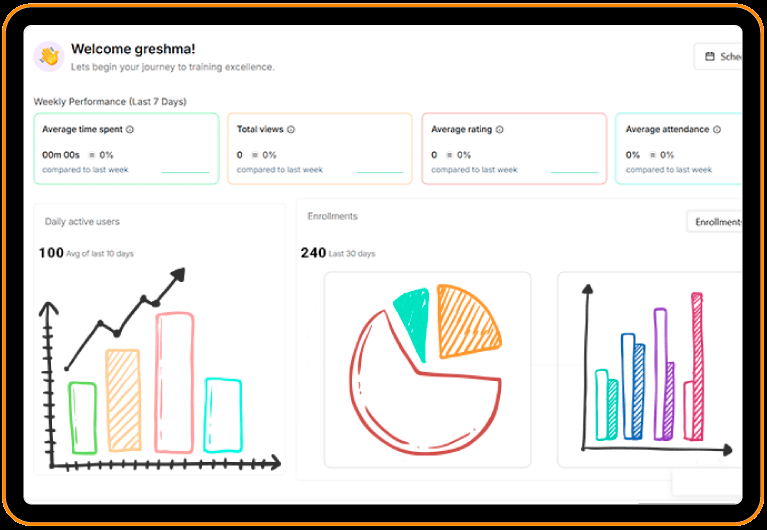 Welcome greshma!
Lets begin your journey to training excellence.
Weekly Performance (Last 7 Days)
Average time spent
00m 00s = 0%
compared to last week
Total views
0 = 0%
compared to last week
Average rating
0 = 0%
compared to last week
Average attendance
0% = 0%
compared to last week
Daily active users
100 Avg of last 10 days
Enrollments
Enrollments
240 Last 30 days